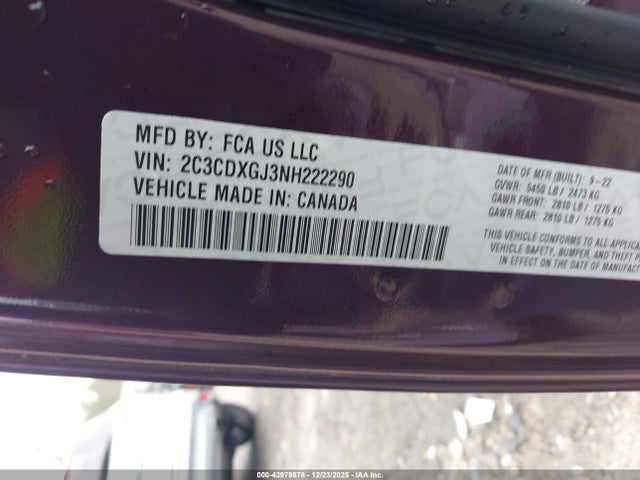 MFD BY: FCA US LLC
VIN: 2C3CDXGJ3NH222290
VEHICLE MADE IN: CANADA
DATE OF MFR (BUILT): 9-22
GVWR: 5450 LB / 2473 KG
GAWR FRONT: 2810 LB / 1275 KG
GAWR REAR: 2810 LB / 1275 KG
THIS VEHICLE CONFORMS TO ALL
VEHICLE SAFETY, BUMPER, AND THEFT
IN EFFECT ON THE DATE OF
000-43979878 - 12/23/2025 - IAA Inc.